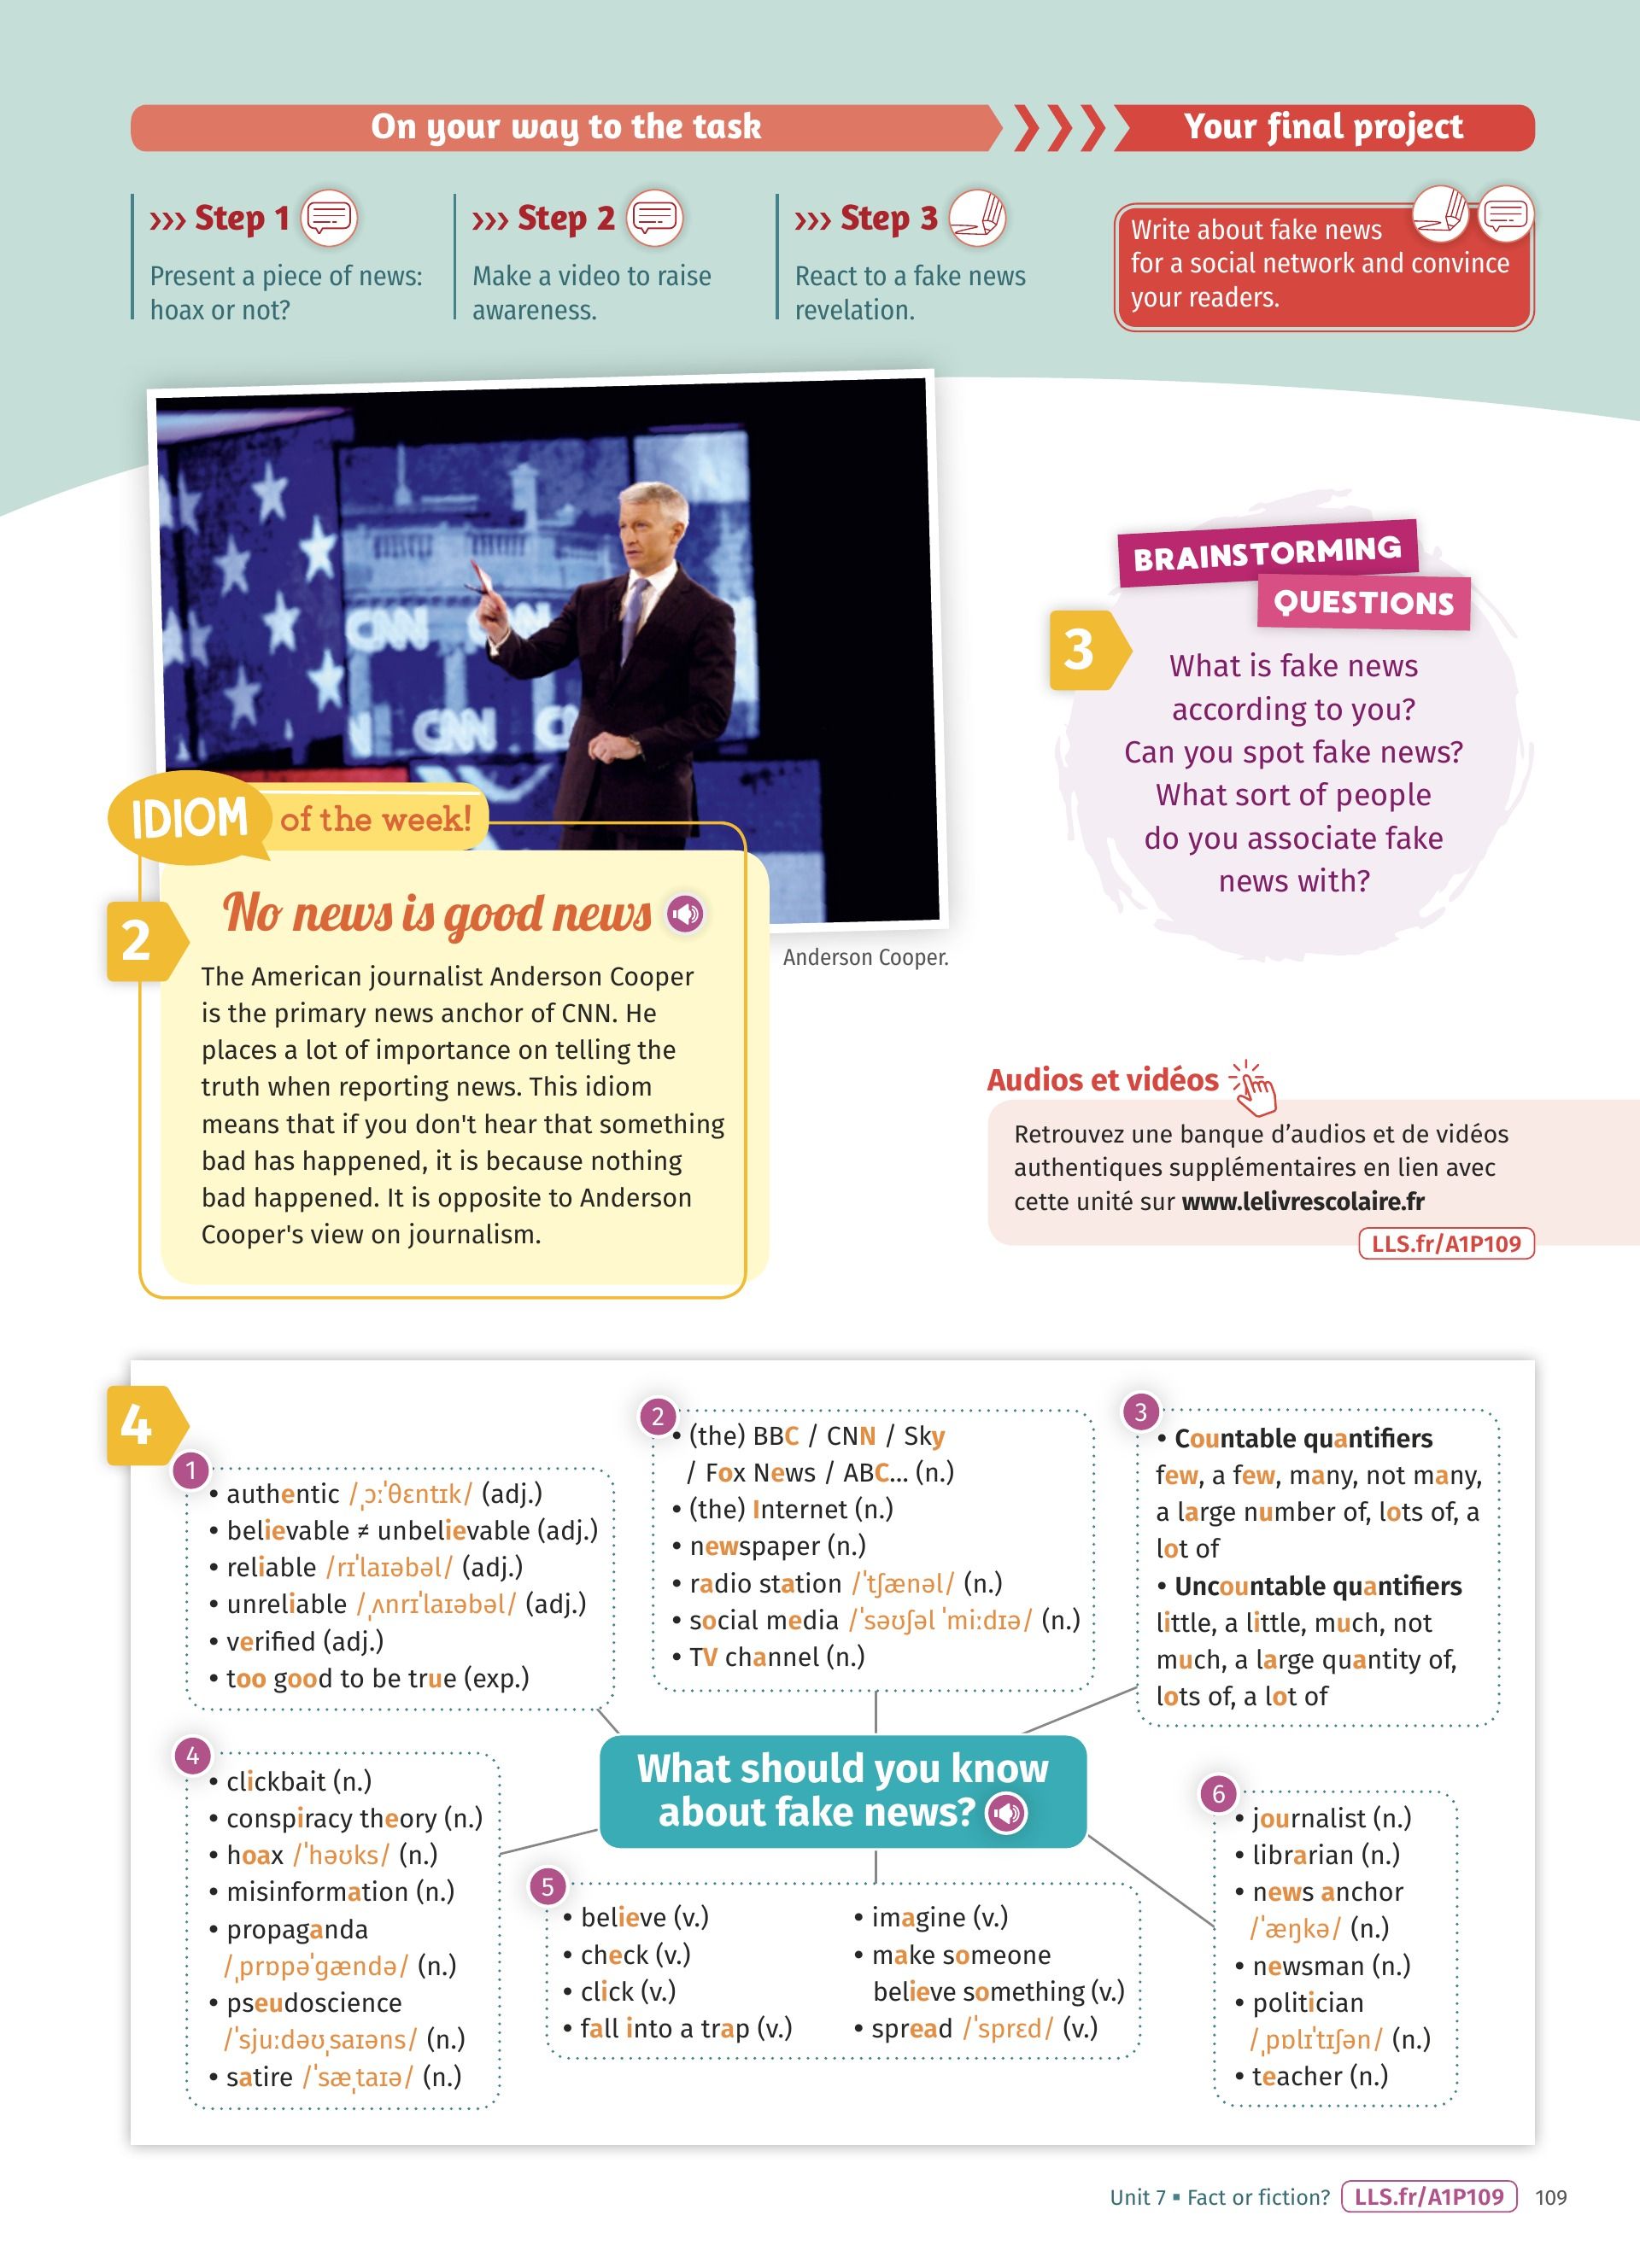 On your way to the task
Your final project
››› Step 1
Present a piece of news:
hoax or not?
››› Step 2
Make a video to raise
awareness.
››› Step 3
React to a fake news
revelation.
Write about fake news
for a social network and convince
your readers.
CNN
CNN
Anderson Cooper.
IDIOM of the week!
2
No news is good news
The American journalist Anderson Cooper
is the primary news anchor of CNN. He
places a lot of importance on telling the
truth when reporting news. This idiom
means that if you don't hear that something
bad has happened, it is because nothing
bad happened. It is opposite to Anderson
Cooper's view on journalism.
BRAINSTORMING
QUESTIONS
3
What is fake news
according to you?
Can you spot fake news?
What sort of people
do you associate fake
news with?
Audios et vidéos
Retrouvez une banque d'audios et de vidéos
authentiques supplémentaires en lien avec
cette unité sur www.lelivrescolaire.fr
LLS.fr/A1P109
4
1
• authentic /ˌɔːˈθɛntɪk/ (adj.)
• believable ≠ unbelievable (adj.)
• reliable /rɪˈlaɪəbəl/ (adj.)
• unreliable /ˌʌnrɪˈlaɪəbəl/ (adj.)
• verified (adj.)
• too good to be true (exp.)
2
• (the) BBC / CNN / Sky
/ Fox News / ABC... (n.)
• (the) Internet (n.)
• newspaper (n.)
• radio station /ˈtʃænəl/ (n.)
• social media /ˈsəʊʃəl ˈmiːdɪə/ (n.)
• TV channel (n.)
3
• Countable quantifiers
few, a few, many, not many,
a large number of, lots of, a
lot of
• Uncountable quantifiers
little, a little, much, not
much, a large quantity of,
lots of, a lot of
What should you know
about fake news?
4
• clickbait (n.)
• conspiracy theory (n.)
• hoax /ˈhəʊks/ (n.)
• misinformation (n.)
• propaganda
/ˌprɒpəˈgændə/ (n.)
• pseudoscience
/ˈsjuːdəʊˌsaɪəns/ (n.)
• satire /ˈsæˌtaɪə/ (n.)
5
• believe (v.)
• check (v.)
• click (v.)
• fall into a trap (v.)
• imagine (v.)
• make someone
believe something (v.)
• spread /ˈsprɛd/ (v.)
6
• journalist (n.)
• librarian (n.)
• news anchor
/ˈæŋkə/ (n.)
• newsman (n.)
• politician
/ˌpɒlɪˈtɪʃən/ (n.)
• teacher (n.)
Unit 7 ▪ Fact or fiction? LLS.fr/A1P109 109